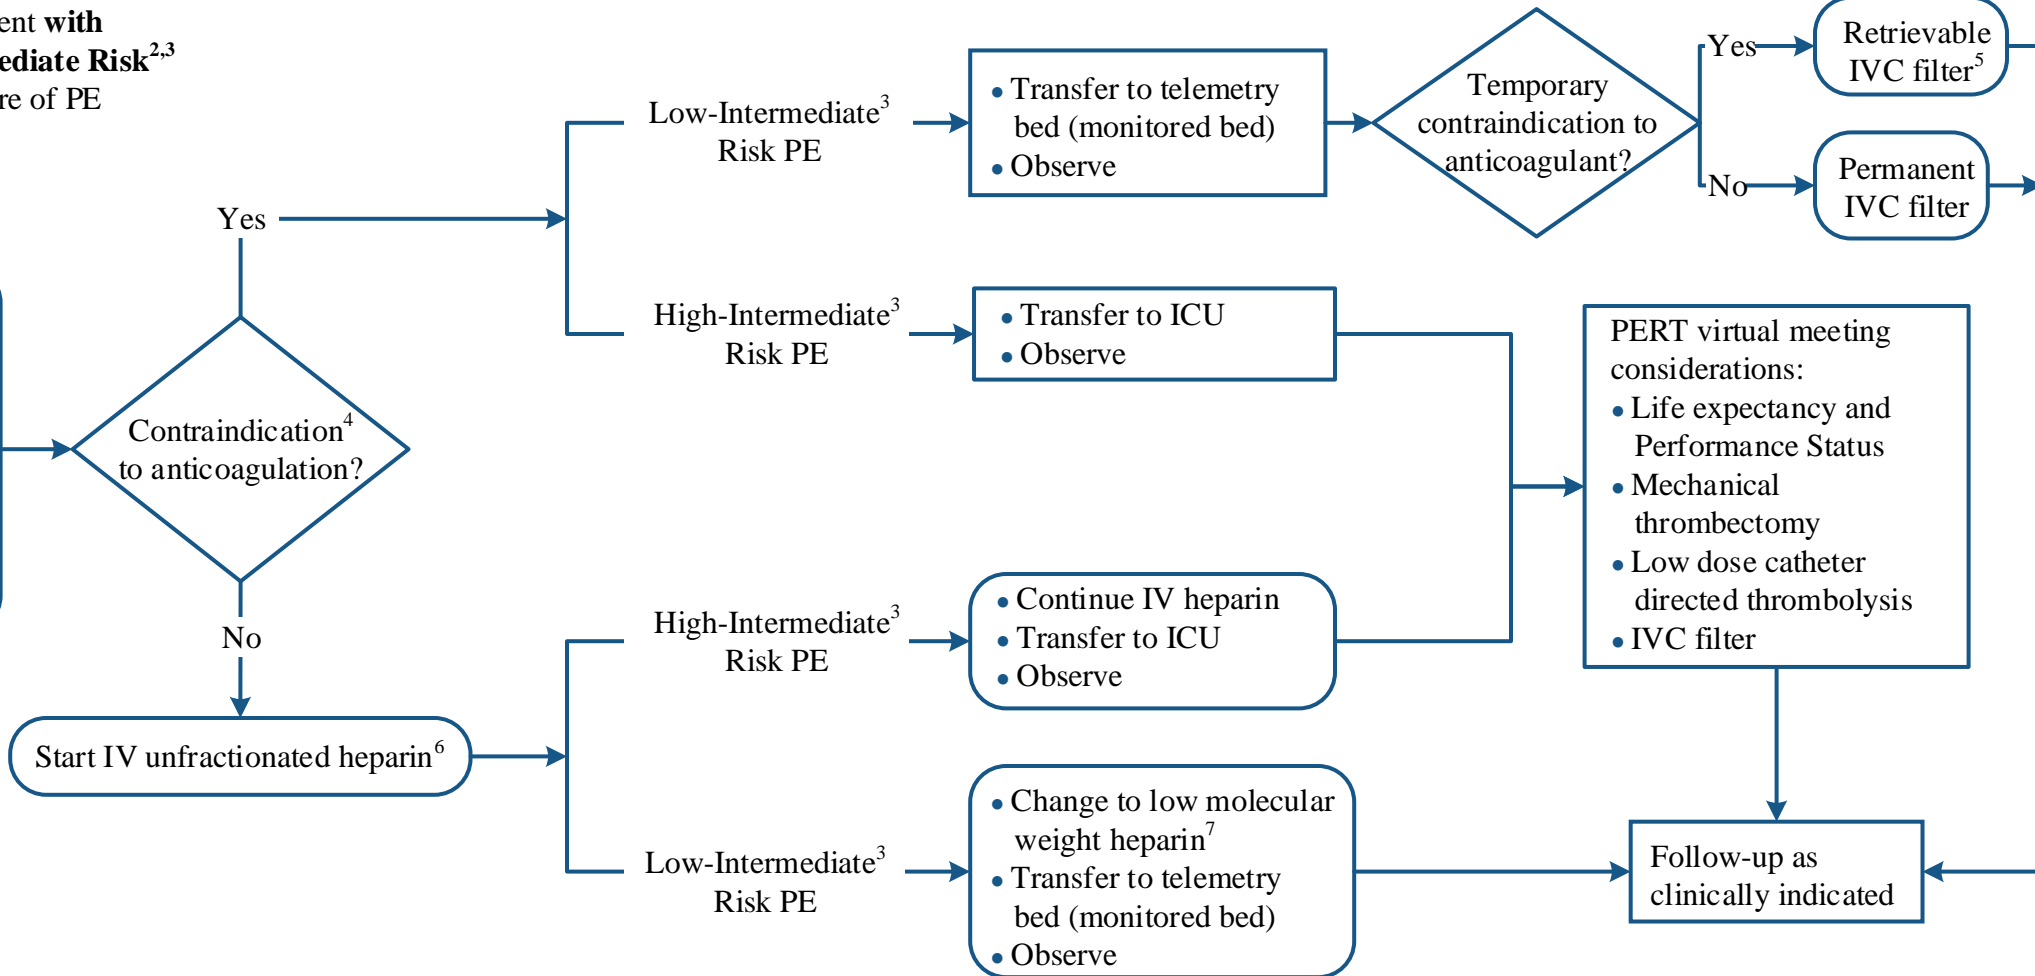 with
Risk2,3
of PE
Yes
Contraindication4
to anticoagulation?
No
Start IV unfractionated heparin6
Low-Intermediate3
Risk PE
• Transfer to telemetry
bed (monitored bed)
• Observe
Temporary
contraindication to
anticoagulant?
Yes
Retrievable
IVC filter5
No
Permanent
IVC filter
High-Intermediate3
Risk PE
• Transfer to ICU
• Observe
PERT virtual meeting
considerations:
• Life expectancy and
Performance Status
• Mechanical
thrombectomy
• Low dose catheter
directed thrombolysis
• IVC filter
High-Intermediate3
Risk PE
• Continue IV heparin
• Transfer to ICU
• Observe
Low-Intermediate3
Risk PE
• Change to low molecular
weight heparin7
• Transfer to telemetry
bed (monitored bed)
• Observe
Follow-up as
clinically indicated